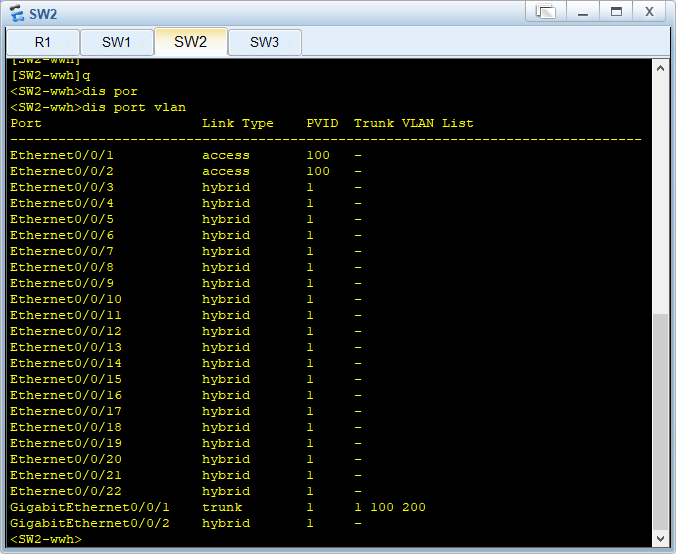 SW2
R1 SW1 SW2 SW3
[SW2-wwh]
[SW2-wwh]q
<SW2-wwh>dis por
<SW2-wwh>dis port vlan
Port Link Type PVID Trunk VLAN List
-------------------------------------------------------------------------------
Ethernet0/0/1 access 100 -
Ethernet0/0/2 access 100 -
Ethernet0/0/3 hybrid 1 -
Ethernet0/0/4 hybrid 1 -
Ethernet0/0/5 hybrid 1 -
Ethernet0/0/6 hybrid 1 -
Ethernet0/0/7 hybrid 1 -
Ethernet0/0/8 hybrid 1 -
Ethernet0/0/9 hybrid 1 -
Ethernet0/0/10 hybrid 1 -
Ethernet0/0/11 hybrid 1 -
Ethernet0/0/12 hybrid 1 -
Ethernet0/0/13 hybrid 1 -
Ethernet0/0/14 hybrid 1 -
Ethernet0/0/15 hybrid 1 -
Ethernet0/0/16 hybrid 1 -
Ethernet0/0/17 hybrid 1 -
Ethernet0/0/18 hybrid 1 -
Ethernet0/0/19 hybrid 1 -
Ethernet0/0/20 hybrid 1 -
Ethernet0/0/21 hybrid 1 -
Ethernet0/0/22 hybrid 1 -
GigabitEthernet0/0/1 trunk 1 1 100 200
GigabitEthernet0/0/2 hybrid 1 -
<SW2-wwh>